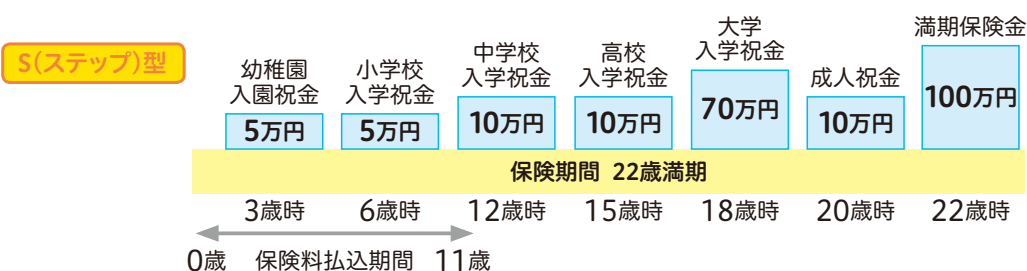 S(ステップ)型
幼稚園
入園祝金
5万円
小学校
入学祝金
5万円
中学校
入学祝金
10万円
高校
入学祝金
10万円
大学
入学祝金
70万円
成人祝金
10万円
満期保険金
100万円
保険期間 22歳満期
3歳時 6歳時 12歳時 15歳時 18歳時 20歳時 22歳時
0歳 保険料払込期間 11歳